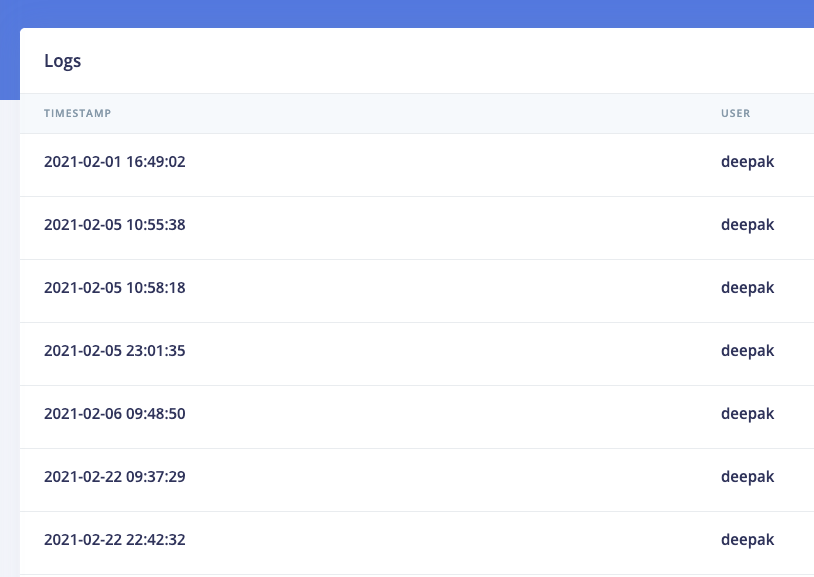 Logs
TIMESTAMP USER
2021-02-01 16:49:02 deepak
2021-02-05 10:55:38 deepak
2021-02-05 10:58:18 deepak
2021-02-05 23:01:35 deepak
2021-02-06 09:48:50 deepak
2021-02-22 09:37:29 deepak
2021-02-22 22:42:32 deepak